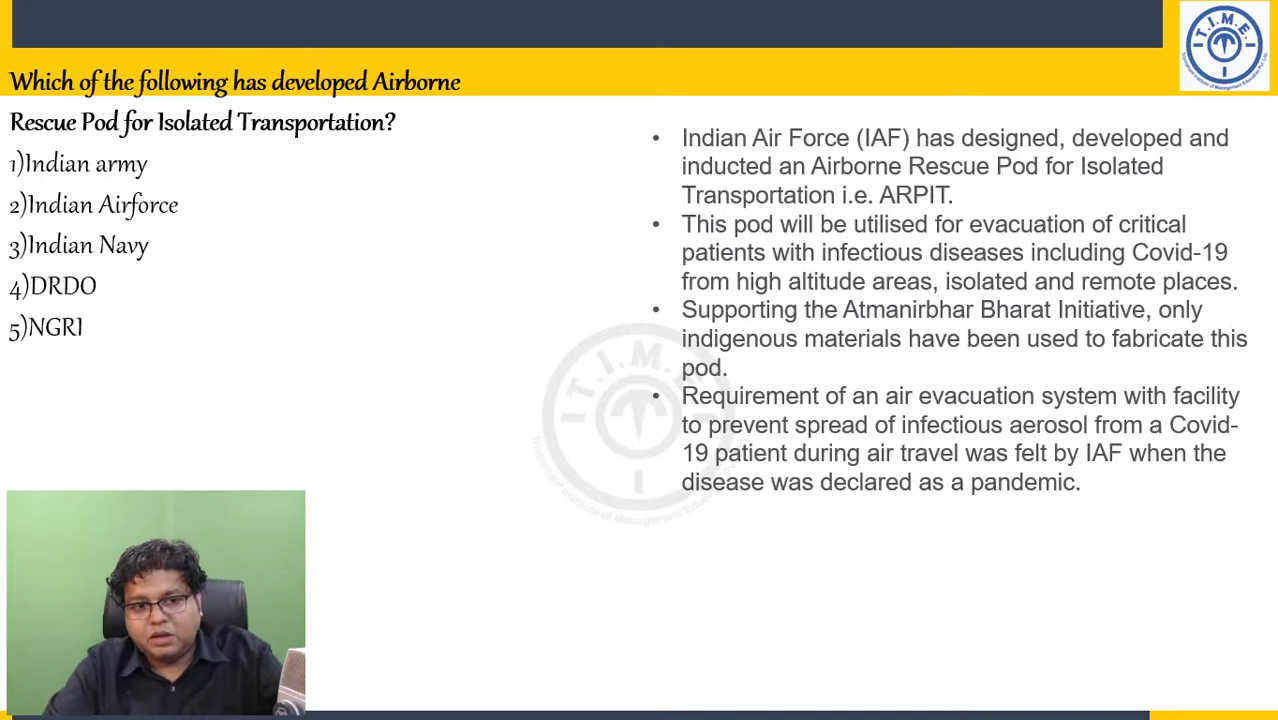 T.I.M.E.
Which of the following has developed Airborne
Rescue Pod for Isolated Transportation?
1)Indian army
2)Indian Airforce
3)Indian Navy
4)DRDO
5)NGRI
• Indian Air Force (IAF) has designed, developed and
inducted an Airborne Rescue Pod for Isolated
Transportation i.e. ARPIT.
• This pod will be utilised for evacuation of critical
patients with infectious diseases including Covid-19
from high altitude areas, isolated and remote places.
• Supporting the Atmanirbhar Bharat Initiative, only
indigenous materials have been used to fabricate this
pod.
• Requirement of an air evacuation system with facility
to prevent spread of infectious aerosol from a Covid-
19 patient during air travel was felt by IAF when the
disease was declared as a pandemic.
T.I.M.E.